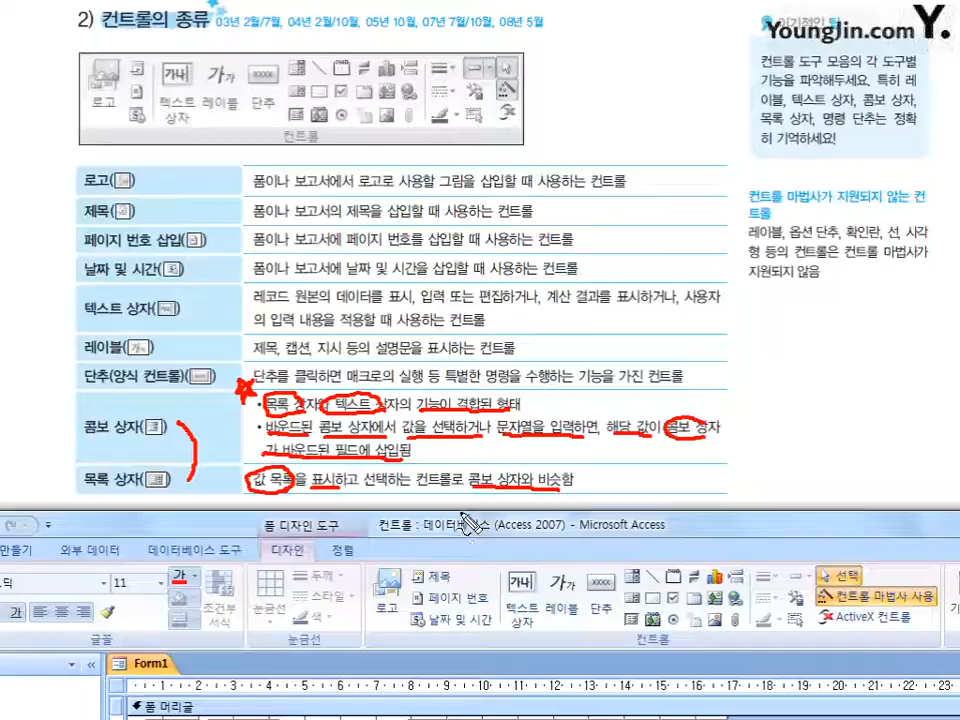 2) 컨트롤의 종류 03년 2월/7월, 04년 2월/10월, 05년 10월, 07년 7월/10월, 08년 5월
YoungJin.com Y.
컨트롤 도구 모음의 각 도구별
기능을 파악해두세요. 특히 레
이블, 텍스트 상자, 콤보 상자,
목록 상자, 명령 단추는 정확
히 기억하세요!
로고
가나
텍스트
상자
가가
레이블
xxxx
단추
컨트롤
로고() 폼이나 보고서에서 로고로 사용할 그림을 삽입할 때 사용하는 컨트롤
제목() 폼이나 보고서의 제목을 삽입할 때 사용하는 컨트롤
페이지 번호 삽입() 폼이나 보고서에 페이지 번호를 삽입할 때 사용하는 컨트롤
날짜 및 시간() 폼이나 보고서에 날짜 및 시간을 삽입할 때 사용하는 컨트롤
텍스트 상자() 레코드 원본의 데이터를 표시, 입력 또는 편집하거나, 계산 결과를 표시하거나, 사용자
의 입력 내용을 적용할 때 사용하는 컨트롤
레이블() 제목, 캡션, 지시 등의 설명문을 표시하는 컨트롤
단추(양식 컨트롤)() 단추를 클릭하면 매크로의 실행 등 특별한 명령을 수행하는 기능을 가진 컨트롤
콤보 상자() • 목록 상자와 텍스트 상자의 기능이 결합된 형태
• 바운드된 콤보 상자에서 값을 선택하거나 문자열을 입력하면, 해당 값이 콤보 상자
가 바운드된 필드에 삽입됨
목록 상자() 값 목록을 표시하고 선택하는 컨트롤로 콤보 상자와 비슷함
컨트롤 마법사가 지원되지 않는 컨
트롤
레이블, 옵션 단추, 확인란, 선, 사각
형 등의 컨트롤은 컨트롤 마법사가
지원되지 않음
폼 디자인 도구 컨트롤 : 데이터베이스 (Access 2007) - Microsoft Access
만들기 외부 데이터 데이터베이스 도구 디자인 정렬
딕 11 가
가
조건부
서식
글꼴
눈금선
두께
스타일
색
눈금선
로고
제목
페이지 번호
날짜 및 시간
가나
텍스트
상자
가가
레이블
xxxx
단추
선택
컨트롤 마법사 사용
ActiveX 컨트롤
컨트롤
« Form1
1 2 3 4 5 6 7 8 9 10 11 12 13 14 15 16 17 18 19 20 21 22 23
폼 머리글